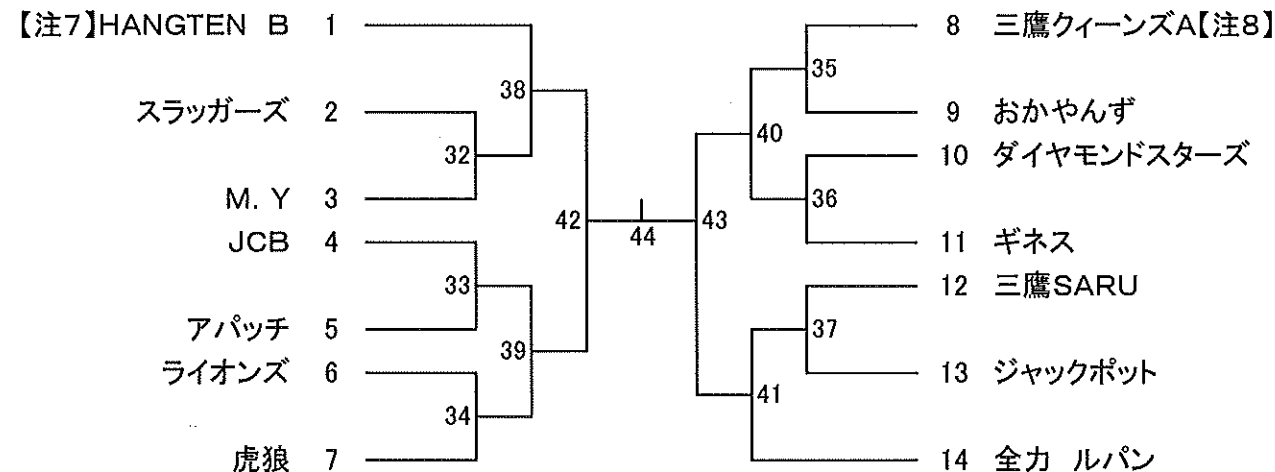 【注7】HANGTEN B 1
スラッガーズ 2
M. Y 3
JCB 4
アパッチ 5
ライオンズ 6
虎狼 7
38
32
33
39
34
42
44
43
35
40
36
37
41
8 三鷹クィーンズA【注8】
9 おかやんず
10 ダイヤモンドスターズ
11 ギネス
12 三鷹SARU
13 ジャックポット
14 全力 ルパン